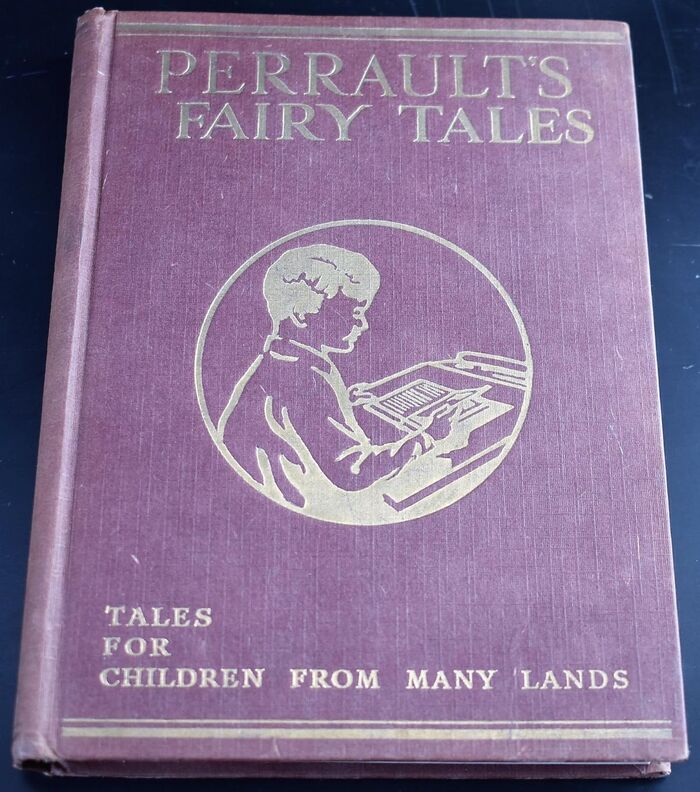 PERRAULT'S
FAIRY TALES
TALES
FOR
CHILDREN FROM MANY LANDS